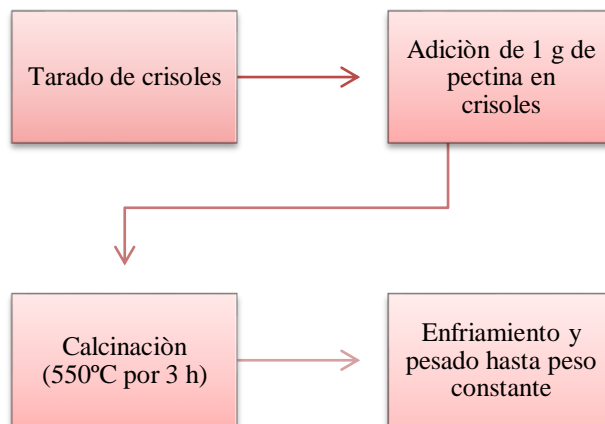 Tarado de crisoles
Adiciòn de 1 g de
pectina en
crisoles
Calcinaciòn
(550ºC por 3 h)
Enfriamiento y
pesado hasta peso
constante